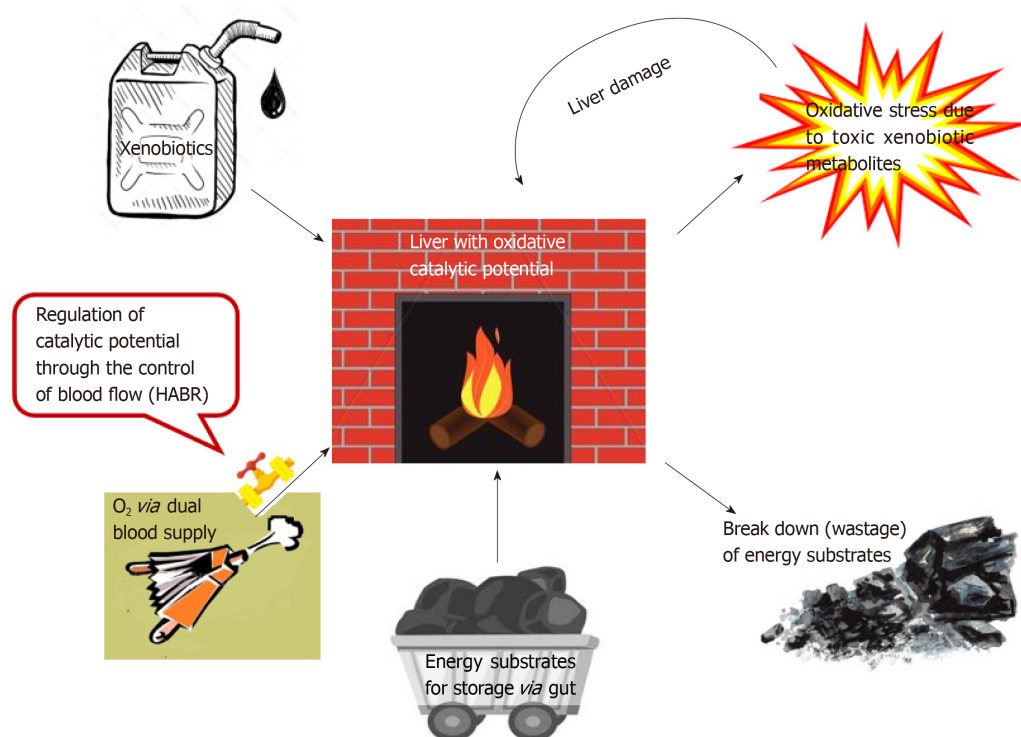 Xenobiotics
Liver damage
Oxidative stress due
to toxic xenobiotic
metabolites
Liver with oxidative
catalytic potential
Regulation of
catalytic potential
through the control
of blood flow (HABR)
O₂ via dual
blood supply
Break down (wastage)
of energy substrates
Energy substrates
for storage via gut